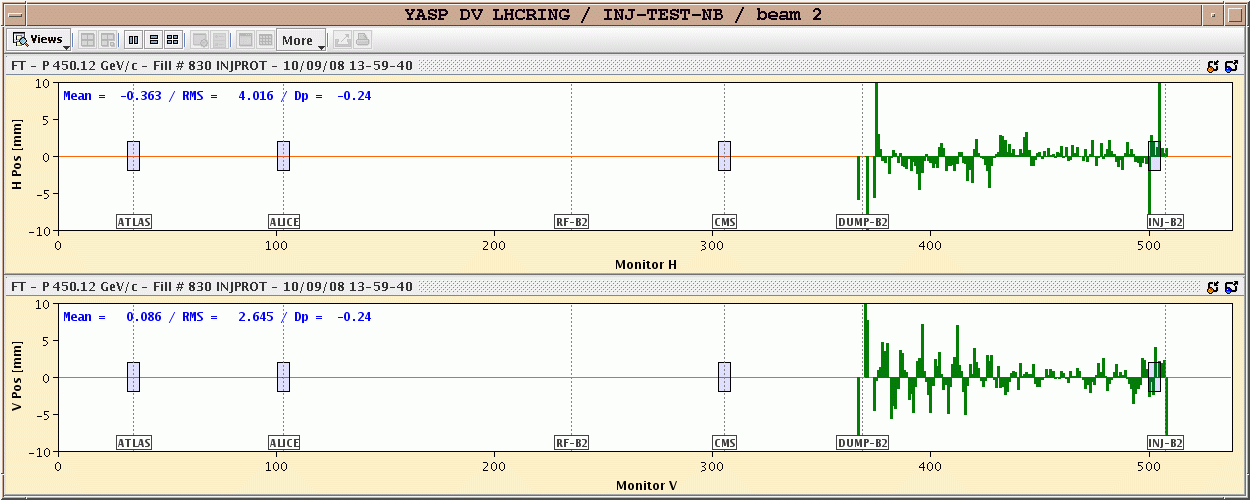 YASP DV LHCRING / INJ-TEST-NB / beam 2
Views More
FT - P 450.12 GeV/c - Fill # 830 INJPROT - 10/09/08 13-59-40
Mean = -0.363 / RMS = 4.016 / Dp = -0.24
H Pos [mm]
10
5
0
-5
-10
ATLAS ALICE RF-B2 CMS DUMP-B2 INJ-B2
0 100 200 300 400 500
Monitor H
FT - P 450.12 GeV/c - Fill # 830 INJPROT - 10/09/08 13-59-40
Mean = 0.086 / RMS = 2.645 / Dp = -0.24
V Pos [mm]
10
5
0
-5
-10
ATLAS ALICE RF-B2 CMS DUMP-B2 INJ-B2
0 100 200 300 400 500
Monitor V